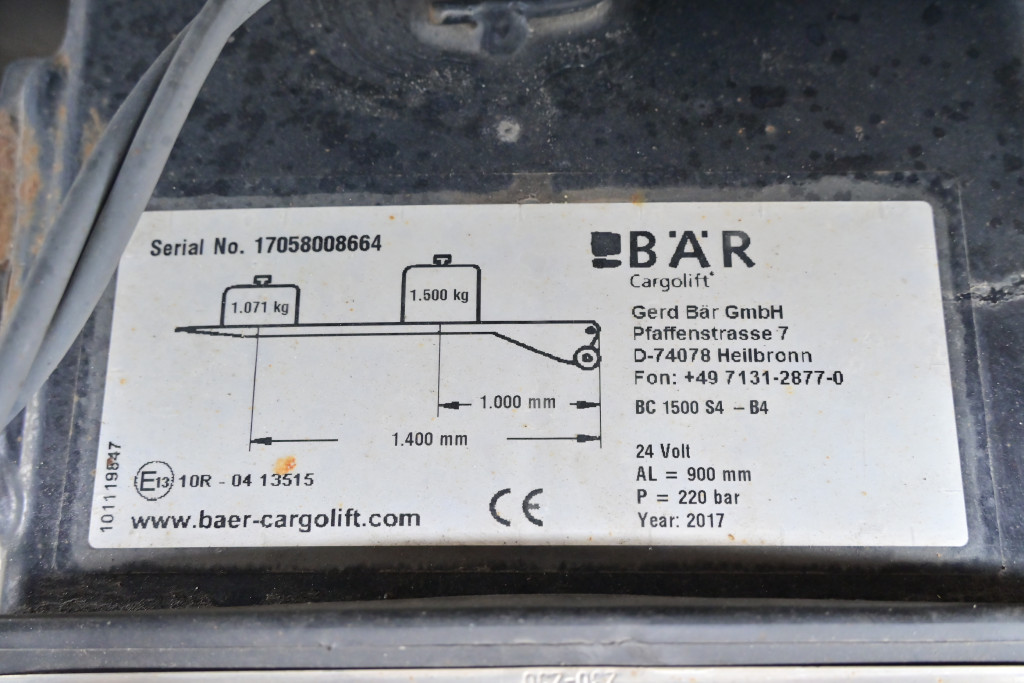 Serial No. 17058008664
BÄR
Cargolift
1.071 kg
1.500 kg
Gerd Bär GmbH
Pfaffenstrasse 7
D-74078 Heilbronn
Fon: +49 7131-2877-0
1.000 mm
BC 1500 S4 - B4
1.400 mm
24 Volt
AL = 900 mm
P = 220 bar
Year: 2017
101119847
E13 10R - 04 13515
www.baer-cargolift.com
CE